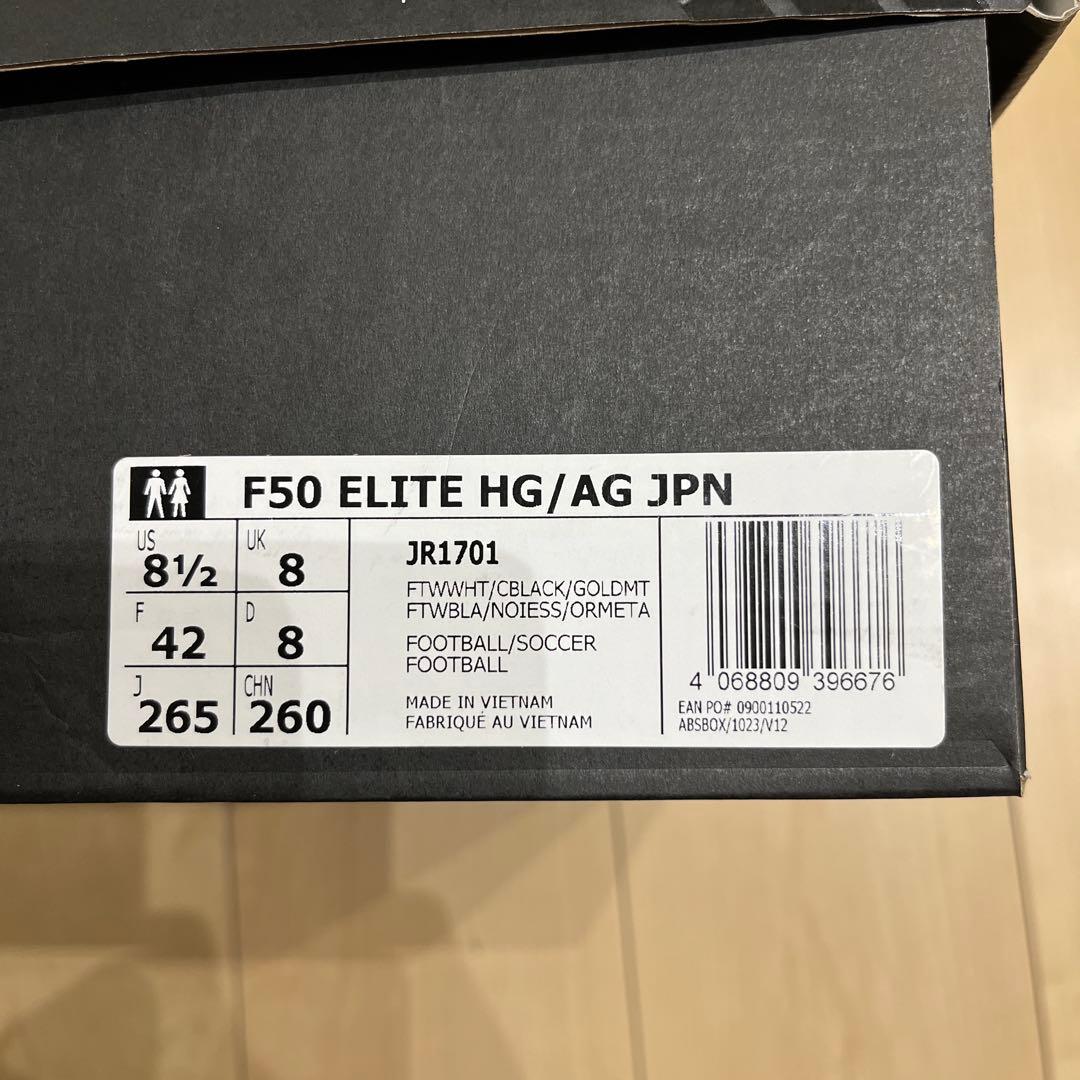 F50 ELITE HG/AG JPN
US 8½ UK 8
F 42 D 8
J 265 CHN 260
JR1701
FTWWHT/CBLACK/GOLDMT
FTWBLA/NOIESS/ORMETA
FOOTBALL/SOCCER
FOOTBALL
MADE IN VIETNAM
FABRIQUÉ AU VIETNAM
4 068809 396676
EAN PO# 0900110522
ABSBOX/1023/V12